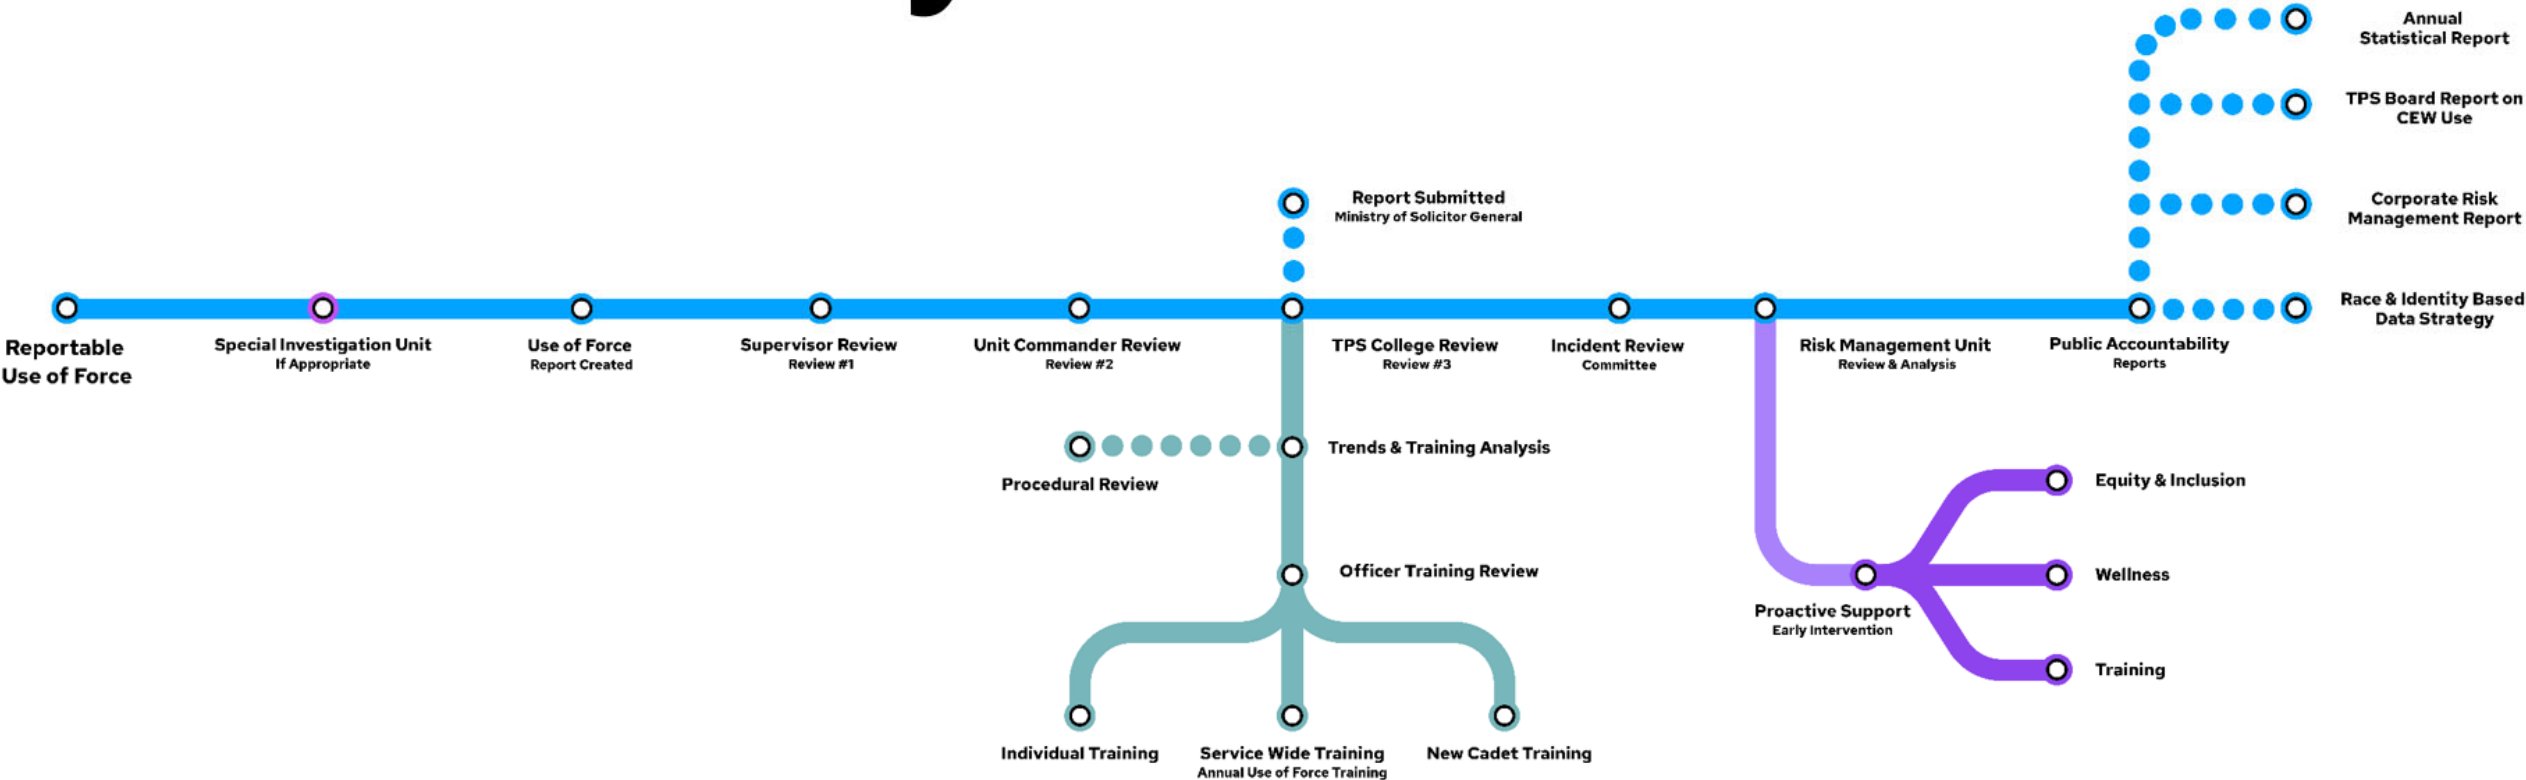 Annual
Statistical Report
TPS Board Report on
CEW Use
Report Submitted
Ministry of Solicitor General
Corporate Risk
Management Report
Race & Identity Based
Data Strategy
Reportable
Use of Force
Special Investigation Unit
If Appropriate
Use of Force
Report Created
Supervisor Review
Review #1
Unit Commander Review
Review #2
TPS College Review
Review #3
Incident Review
Committee
Risk Management Unit
Review & Analysis
Public Accountability
Reports
Trends & Training Analysis
Procedural Review
Officer Training Review
Equity & Inclusion
Wellness
Proactive Support
Early Intervention
Training
Individual Training
Service Wide Training
Annual Use of Force Training
New Cadet Training